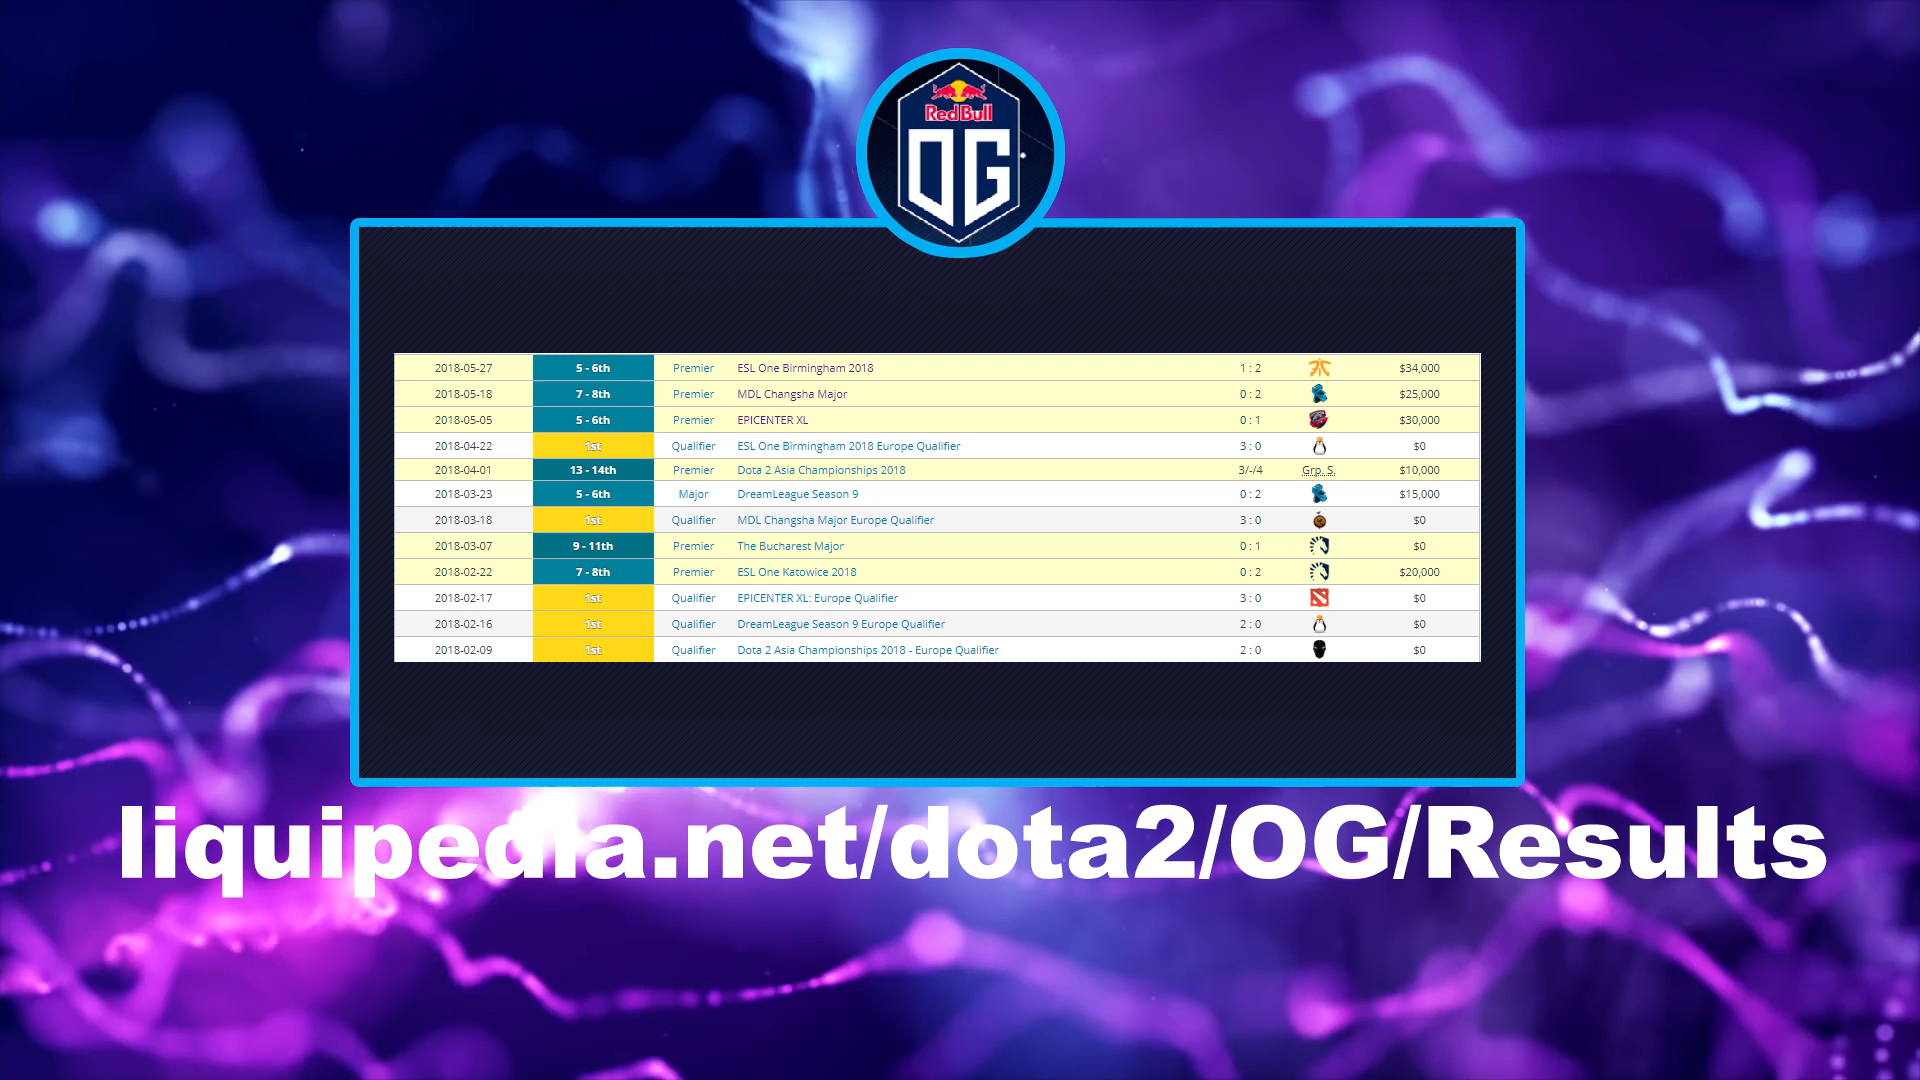 Red Bull
OG
2018-05-27 5 - 6th Premier ESL One Birmingham 2018 1 : 2 $34,000
2018-05-18 7 - 8th Premier MDL Changsha Major 0 : 2 $25,000
2018-05-05 5 - 6th Premier EPICENTER XL 0 : 1 $30,000
2018-04-22 1st Qualifier ESL One Birmingham 2018 Europe Qualifier 3 : 0 $0
2018-04-01 13 - 14th Premier Dota 2 Asia Championships 2018 3/-/4 Grp. S. $10,000
2018-03-23 5 - 6th Major DreamLeague Season 9 0 : 2 $15,000
2018-03-18 1st Qualifier MDL Changsha Major Europe Qualifier 3 : 0 $0
2018-03-07 9 - 11th Premier The Bucharest Major 0 : 1 $0
2018-02-22 7 - 8th Premier ESL One Katowice 2018 0 : 2 $20,000
2018-02-17 1st Qualifier EPICENTER XL: Europe Qualifier 3 : 0 $0
2018-02-16 1st Qualifier DreamLeague Season 9 Europe Qualifier 2 : 0 $0
2018-02-09 1st Qualifier Dota 2 Asia Championships 2018 - Europe Qualifier 2 : 0 $0
liquipedia.net/dota2/OG/Results